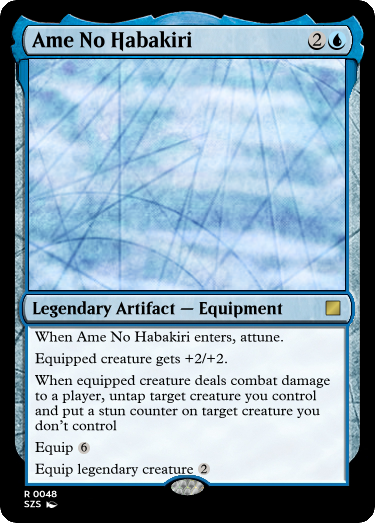 Ame No Habakiri 2
Legendary Artifact — Equipment
When Ame No Habakiri enters, attune.
Equipped creature gets +2/+2.
When equipped creature deals combat damage
to a player, untap target creature you control
and put a stun counter on target creature you
don't control
Equip 6
Equip legendary creature 2
R 0048
SZS